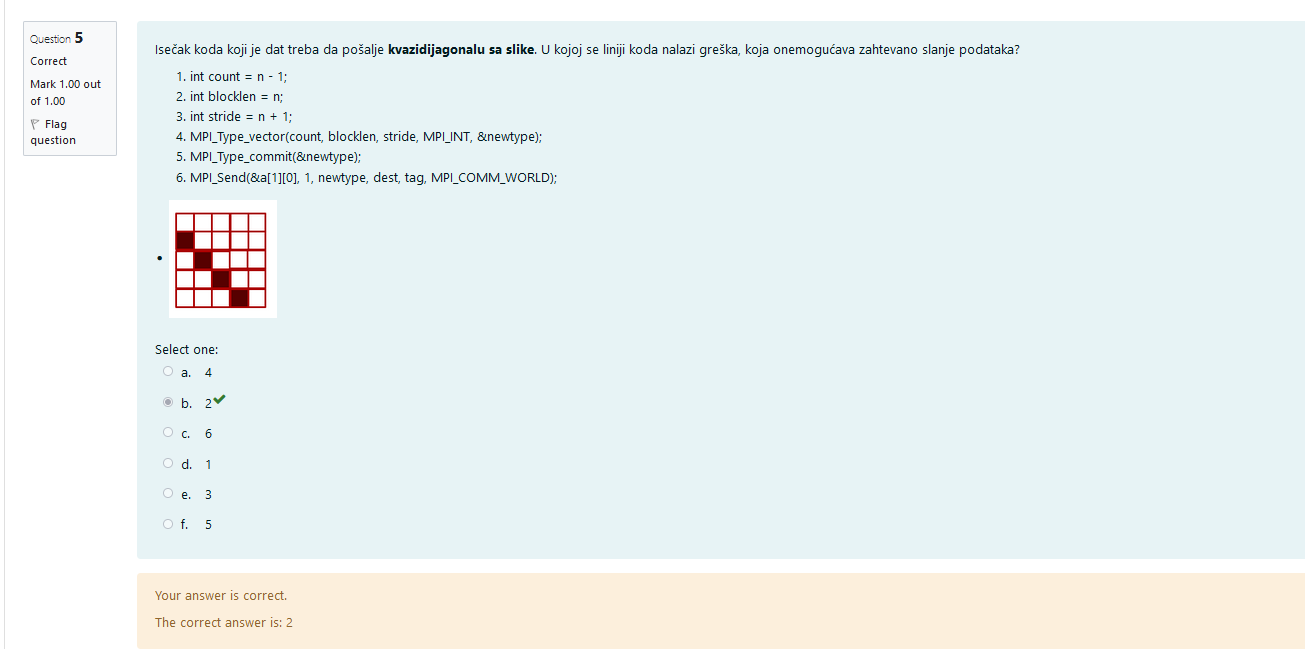 Question 5
Correct
Mark 1.00 out
of 1.00
Flag
question
Isečak koda koji je dat treba da pošalje kvazidijagonalu sa slike. U kojoj se liniji koda nalazi greška, koja onemogućava zahtevano slanje podataka?
1. int count = n - 1;
2. int blocklen = n;
3. int stride = n + 1;
4. MPI_Type_vector(count, blocklen, stride, MPI_INT, &newtype);
5. MPI_Type_commit(&newtype);
6. MPI_Send(&a[1][0], 1, newtype, dest, tag, MPI_COMM_WORLD);
Select one:
a. 4
b. 2
c. 6
d. 1
e. 3
f. 5
Your answer is correct.
The correct answer is: 2